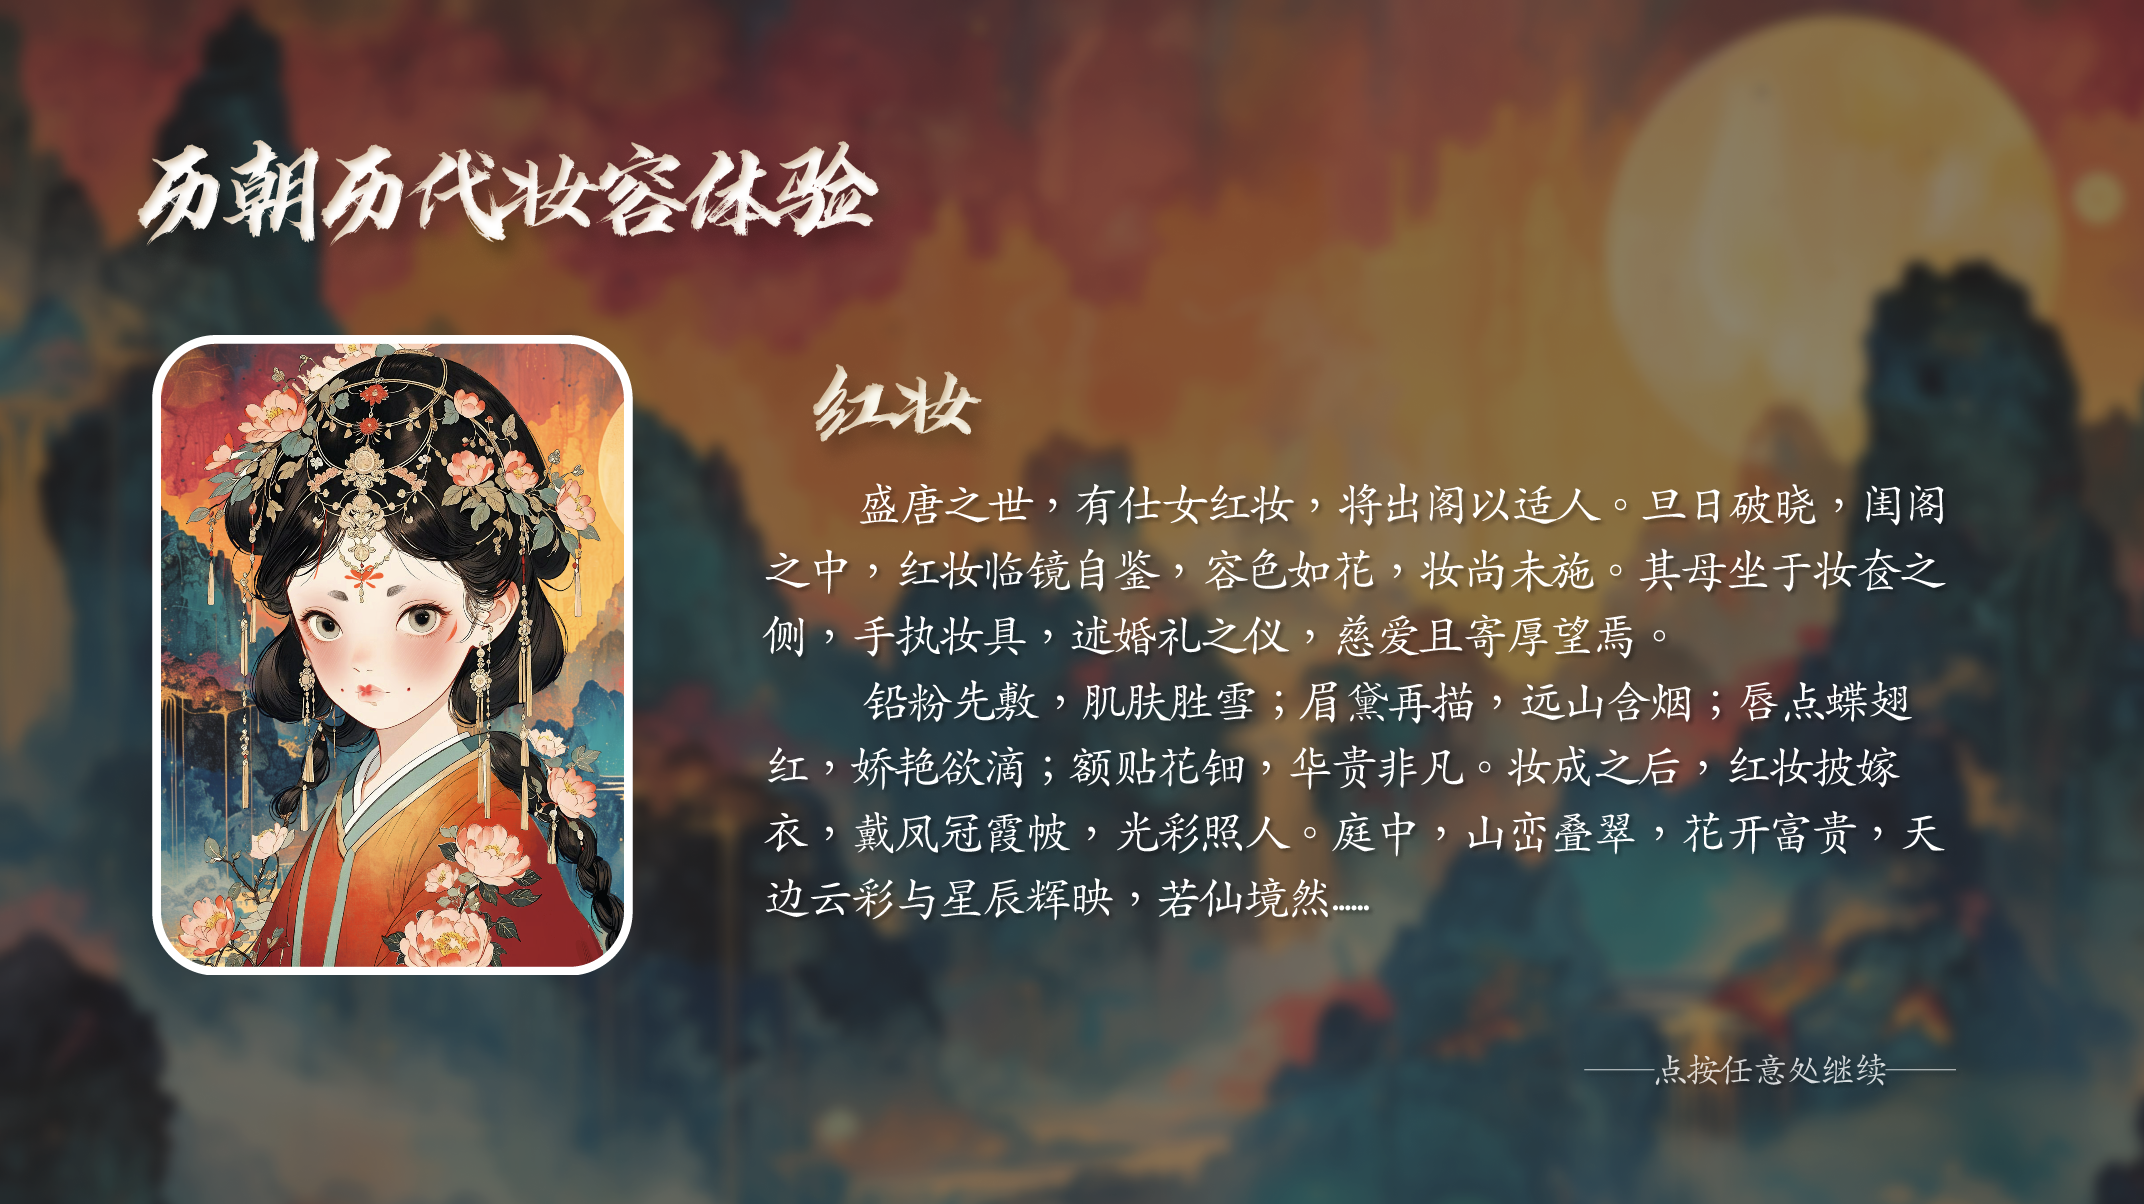 历朝历代妆容体验
红妆
盛唐之世，有仕女红妆，将出阁以适人。旦日破晓，闺阁
之中，红妆临镜自鉴，容色如花，妆尚未施。其母坐于妆奁之
侧，手执妆具，述婚礼之仪，慈爱且寄厚望焉。
铅粉先敷，肌肤胜雪；眉黛再描，远山含烟；唇点蝶翅
红，娇艳欲滴；额贴花钿，华贵非凡。妆成之后，红妆披嫁
衣，戴凤冠霞帔，光彩照人。庭中，山峦叠翠，花开富贵，天
边云彩与星辰辉映，若仙境然……
——点按任意处继续——